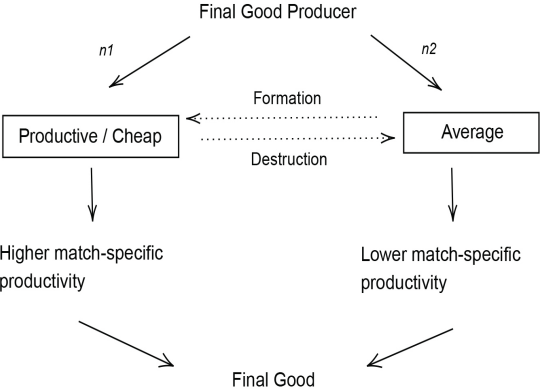 Final Good Producer
n1
n2
Formation
Productive / Cheap
Average
Destruction
Higher match-specific
productivity
Lower match-specific
productivity
Final Good